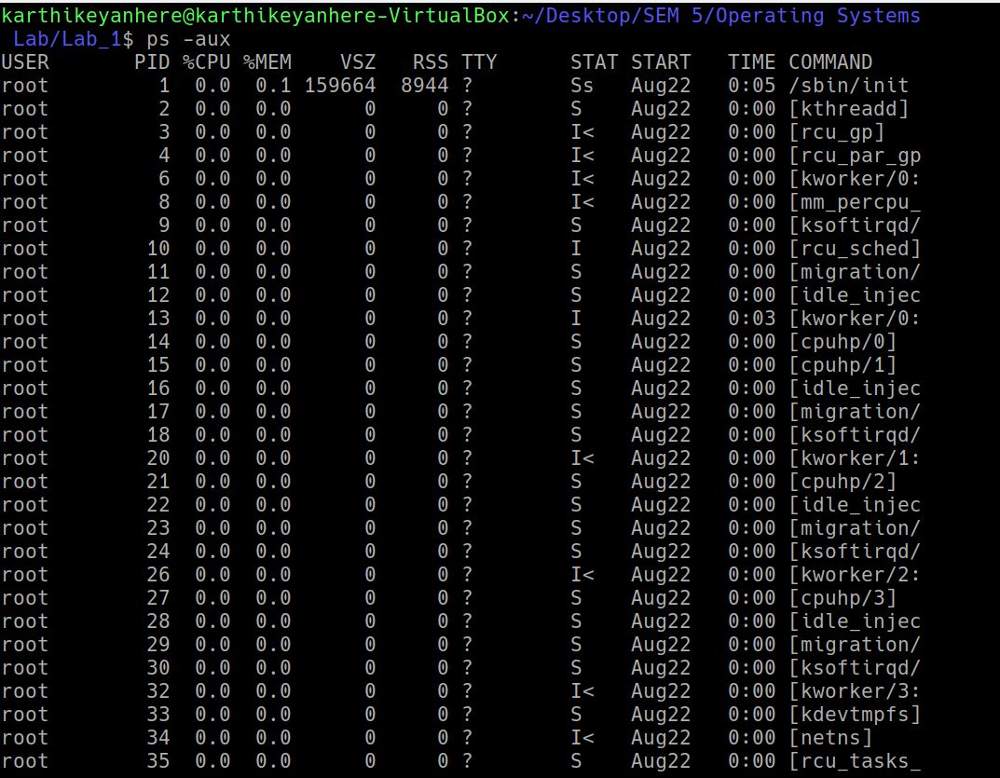 karthikeyanhere@karthikeyanhere-VirtualBox:~/Desktop/SEM 5/Operating Systems
 Lab/Lab_1$ ps -aux
USER       PID %CPU %MEM    VSZ   RSS TTY      STAT START   TIME COMMAND
root         1  0.0  0.1 159664  8944 ?        Ss   Aug22   0:05 /sbin/init
root         2  0.0  0.0      0     0 ?        S    Aug22   0:00 [kthreadd]
root         3  0.0  0.0      0     0 ?        I<   Aug22   0:00 [rcu_gp]
root         4  0.0  0.0      0     0 ?        I<   Aug22   0:00 [rcu_par_gp
root         6  0.0  0.0      0     0 ?        I<   Aug22   0:00 [kworker/0:
root         8  0.0  0.0      0     0 ?        I<   Aug22   0:00 [mm_percpu_
root         9  0.0  0.0      0     0 ?        S    Aug22   0:00 [ksoftirqd/
root        10  0.0  0.0      0     0 ?        I    Aug22   0:00 [rcu_sched]
root        11  0.0  0.0      0     0 ?        S    Aug22   0:00 [migration/
root        12  0.0  0.0      0     0 ?        S    Aug22   0:00 [idle_injec
root        13  0.0  0.0      0     0 ?        I    Aug22   0:03 [kworker/0:
root        14  0.0  0.0      0     0 ?        S    Aug22   0:00 [cpuhp/0]
root        15  0.0  0.0      0     0 ?        S    Aug22   0:00 [cpuhp/1]
root        16  0.0  0.0      0     0 ?        S    Aug22   0:00 [idle_injec
root        17  0.0  0.0      0     0 ?        S    Aug22   0:00 [migration/
root        18  0.0  0.0      0     0 ?        S    Aug22   0:00 [ksoftirqd/
root        20  0.0  0.0      0     0 ?        I<   Aug22   0:00 [kworker/1:
root        21  0.0  0.0      0     0 ?        S    Aug22   0:00 [cpuhp/2]
root        22  0.0  0.0      0     0 ?        S    Aug22   0:00 [idle_injec
root        23  0.0  0.0      0     0 ?        S    Aug22   0:00 [migration/
root        24  0.0  0.0      0     0 ?        S    Aug22   0:00 [ksoftirqd/
root        26  0.0  0.0      0     0 ?        I<   Aug22   0:00 [kworker/2:
root        27  0.0  0.0      0     0 ?        S    Aug22   0:00 [cpuhp/3]
root        28  0.0  0.0      0     0 ?        S    Aug22   0:00 [idle_injec
root        29  0.0  0.0      0     0 ?        S    Aug22   0:00 [migration/
root        30  0.0  0.0      0     0 ?        S    Aug22   0:00 [ksoftirqd/
root        32  0.0  0.0      0     0 ?        I<   Aug22   0:00 [kworker/3:
root        33  0.0  0.0      0     0 ?        S    Aug22   0:00 [kdevtmpfs]
root        34  0.0  0.0      0     0 ?        I<   Aug22   0:00 [netns]
root        35  0.0  0.0      0     0 ?        S    Aug22   0:00 [rcu_tasks_